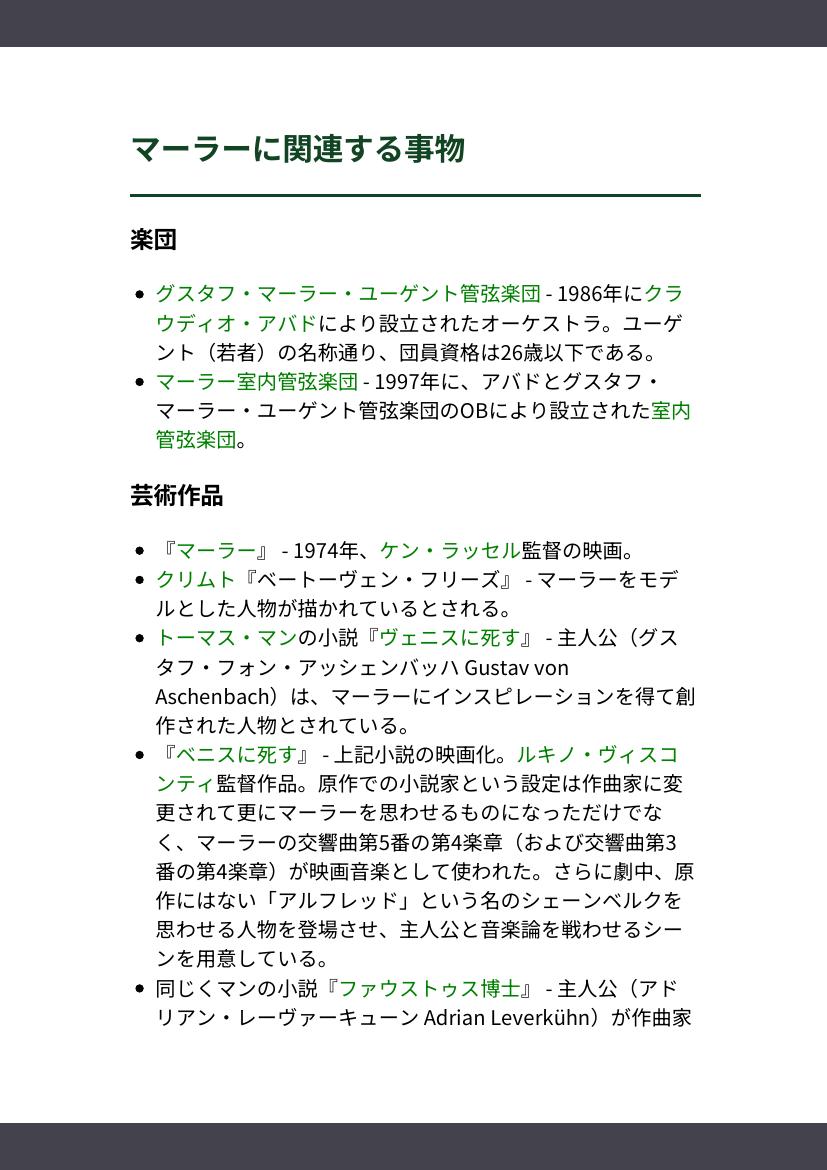 マーラーに関連する事物
楽団
グスタフ・マーラー・ユーゲント管弦楽団 - 1986年にクラ
ウディオ・アバドにより設立されたオーケストラ。ユーゲ
ント（若者）の名称通り、団員資格は26歳以下である。
マーラー室内管弦楽団 - 1997年に、アバドとグスタフ・
マーラー・ユーゲント管弦楽団のOBにより設立された室内
管弦楽団。
芸術作品
『マーラー』 - 1974年、ケン・ラッセル監督の映画。
クリムト『ベートーヴェン・フリーズ』 - マーラーをモデ
ルとした人物が描かれているとされる。
トーマス・マンの小説『ヴェニスに死す』 - 主人公（グス
タフ・フォン・アッシェンバッハ Gustav von
Aschenbach）は、マーラーにインスピレーションを得て創
作された人物とされている。
『ベニスに死す』 - 上記小説の映画化。ルキノ・ヴィスコ
ンティ監督作品。原作での小説家という設定は作曲家に変
更されて更にマーラーを思わせるものになっただけでな
く、マーラーの交響曲第5番の第4楽章（および交響曲第3
番の第4楽章）が映画音楽として使われた。さらに劇中、原
作にはない「アルフレッド」という名のシェーンベルクを
思わせる人物を登場させ、主人公と音楽論を戦わせるシー
ンを用意している。
同じくマンの小説『ファウストゥス博士』 - 主人公（アド
リアン・レーヴァーキューン Adrian Leverkühn）が作曲家